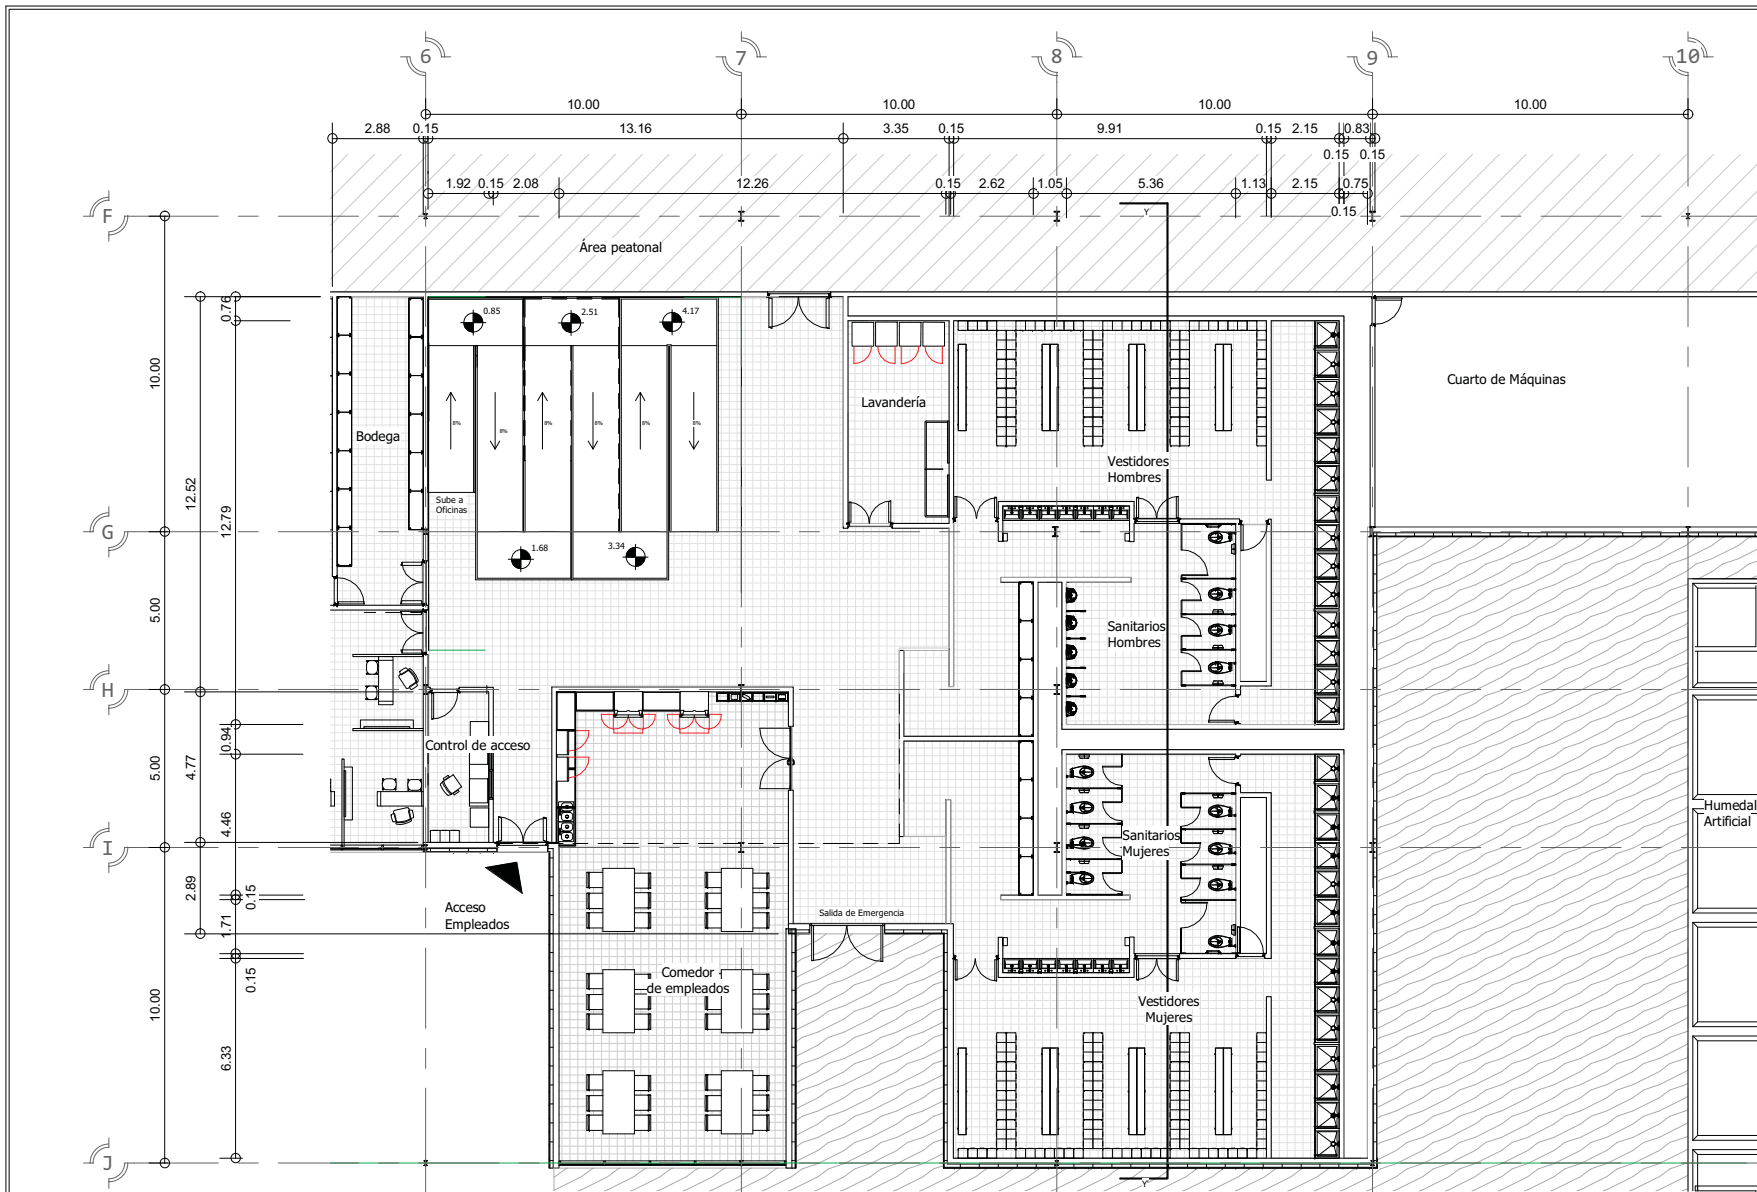 6 7 8 9 10
10.00 10.00 10.00 10.00
2.88 0.15 13.16 3.35 0.15 9.91 0.15 2.15 0.83
0.15 0.15
1.92 0.15 2.08 12.26 0.15 2.62 1.05 5.36 1.13 2.15 0.75
0.15
Y
F
Área peatonal
0.76
0.85 2.51 4.17
10.00
Cuarto de Máquinas
Lavandería
8% 8% 8% 8% 8% 8%
Bodega
Vestidores
Hombres
12.52
12.79
Sube a
Oficinas
G
1.68 3.34
5.00
Sanitarios
Hombres
H
0.94
Control de acceso
4.77
5.00
4.46
Humedal
Artificial
Sanitarios
Mujeres
I
2.89
0.15
Acceso
Empleados
1.71
Salida de Emergencia
0.15
Comedor
de empleados
10.00
Vestidores
Mujeres
6.33
J
Y